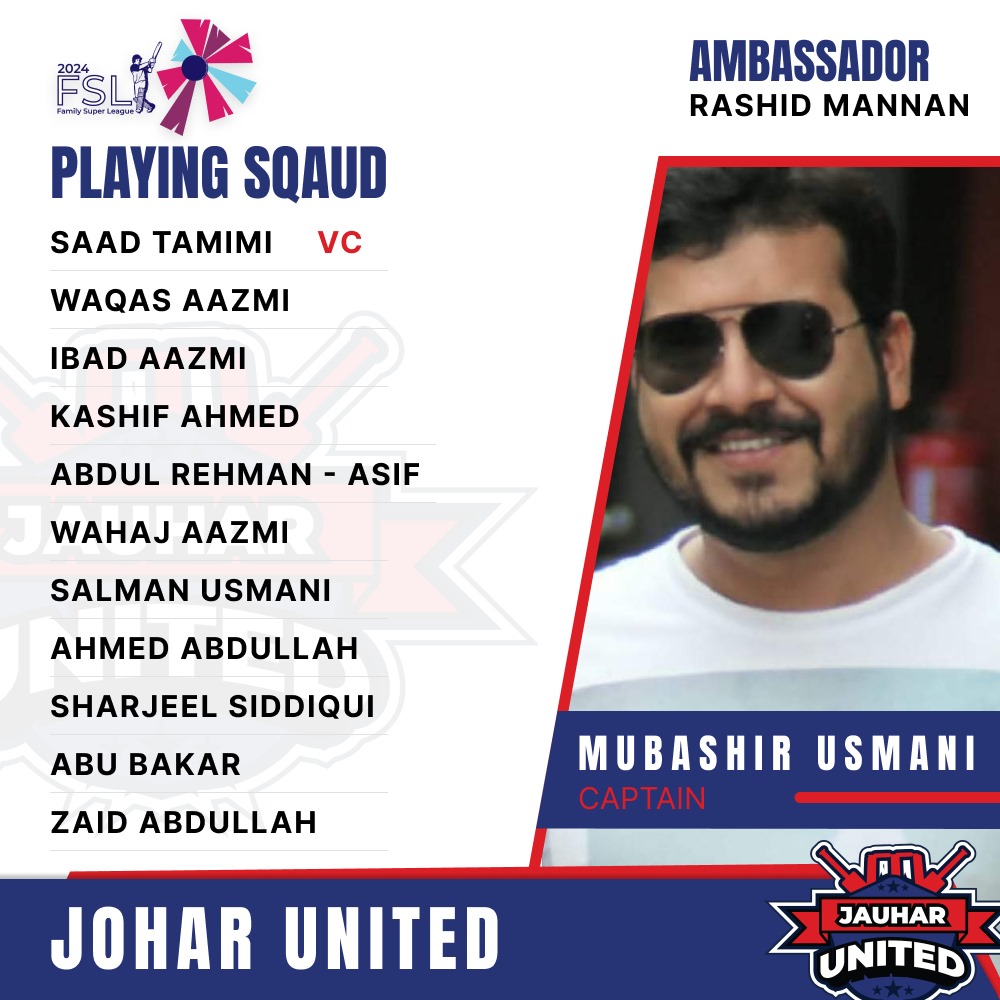 2024
FSL
Family Super League
AMBASSADOR
RASHID MANNAN
PLAYING SQAUD
SAAD TAMIMI VC
WAQAS AAZMI
IBAD AAZMI
KASHIF AHMED
ABDUL REHMAN - ASIF
WAHAJ AAZMI
SALMAN USMANI
AHMED ABDULLAH
SHARJEEL SIDDIQUI
ABU BAKAR
ZAID ABDULLAH
JAUHAR
UNITED
MUBASHIR USMANI
CAPTAIN
JOHAR UNITED
JAUHAR
UNITED